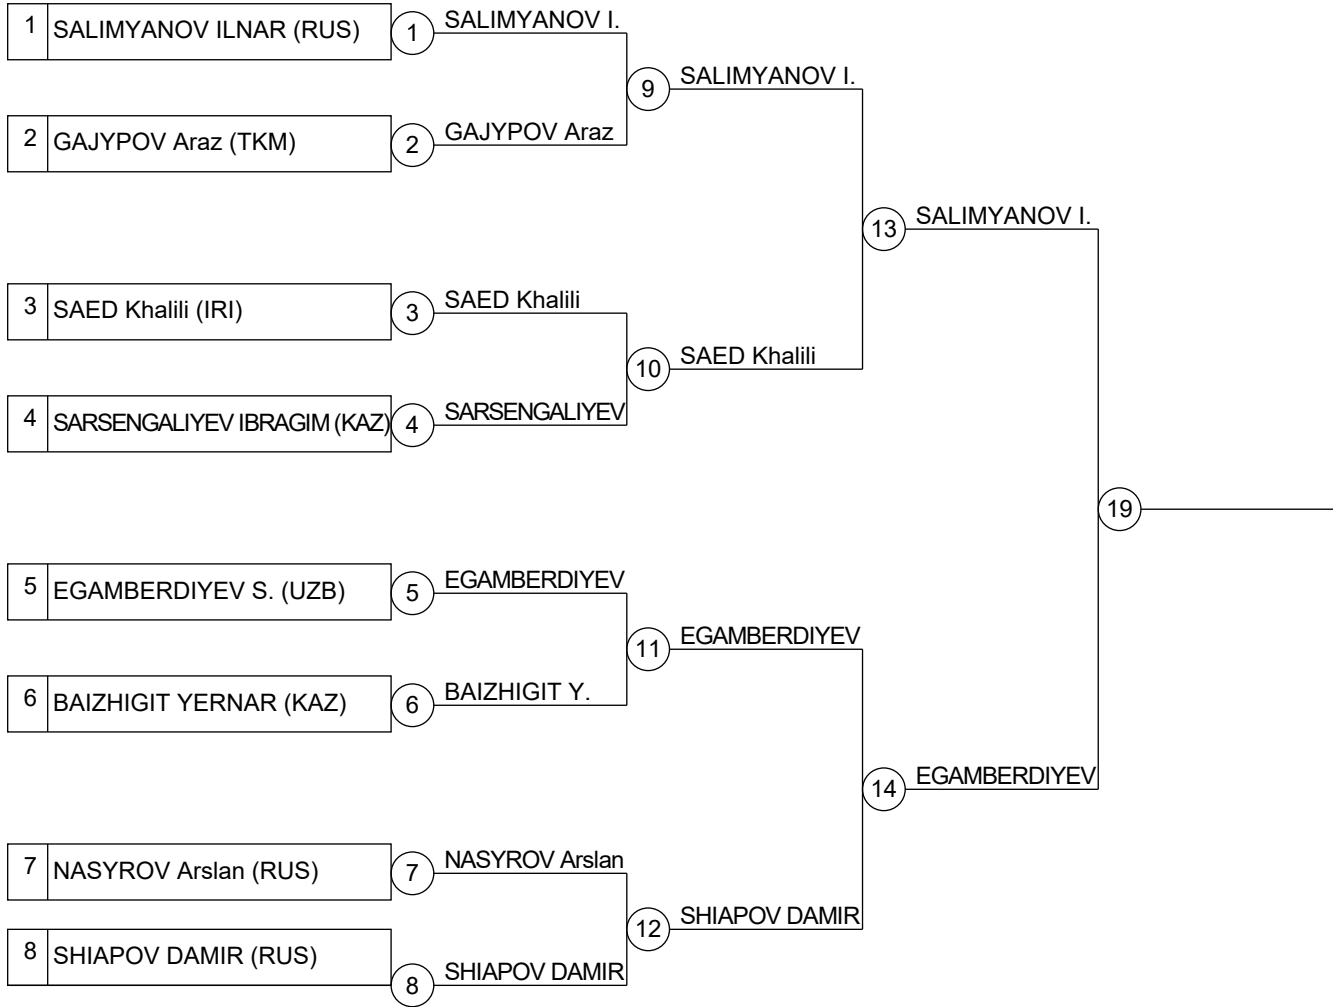 1 SALIMYANOV ILNAR (RUS) 1 SALIMYANOV I.
9 SALIMYANOV I.
2 GAJYPOV Araz (TKM) 2 GAJYPOV Araz
13 SALIMYANOV I.
3 SAED Khalili (IRI) 3 SAED Khalili
10 SAED Khalili
4 SARSENGALIYEV IBRAGIM (KAZ) 4 SARSENGALIYEV
19
5 EGAMBERDIYEV S. (UZB) 5 EGAMBERDIYEV
11 EGAMBERDIYEV
6 BAIZHIGIT YERNAR (KAZ) 6 BAIZHIGIT Y.
14 EGAMBERDIYEV
7 NASYROV Arslan (RUS) 7 NASYROV Arslan
12 SHIAPOV DAMIR
8 SHIAPOV DAMIR (RUS) 8 SHIAPOV DAMIR